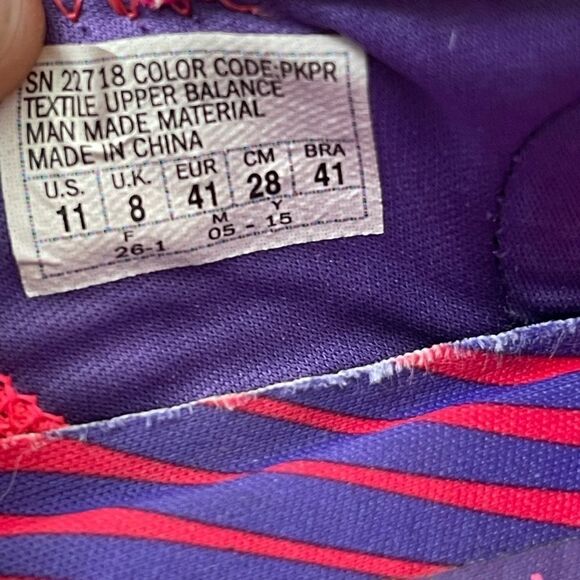 SN 22718 COLOR CODE:PKPR
TEXTILE UPPER BALANCE
MAN MADE MATERIAL
MADE IN CHINA
U.S. U.K. EUR CM BRA
11 8 41 28 41
F M Y
26-1 05 - 15